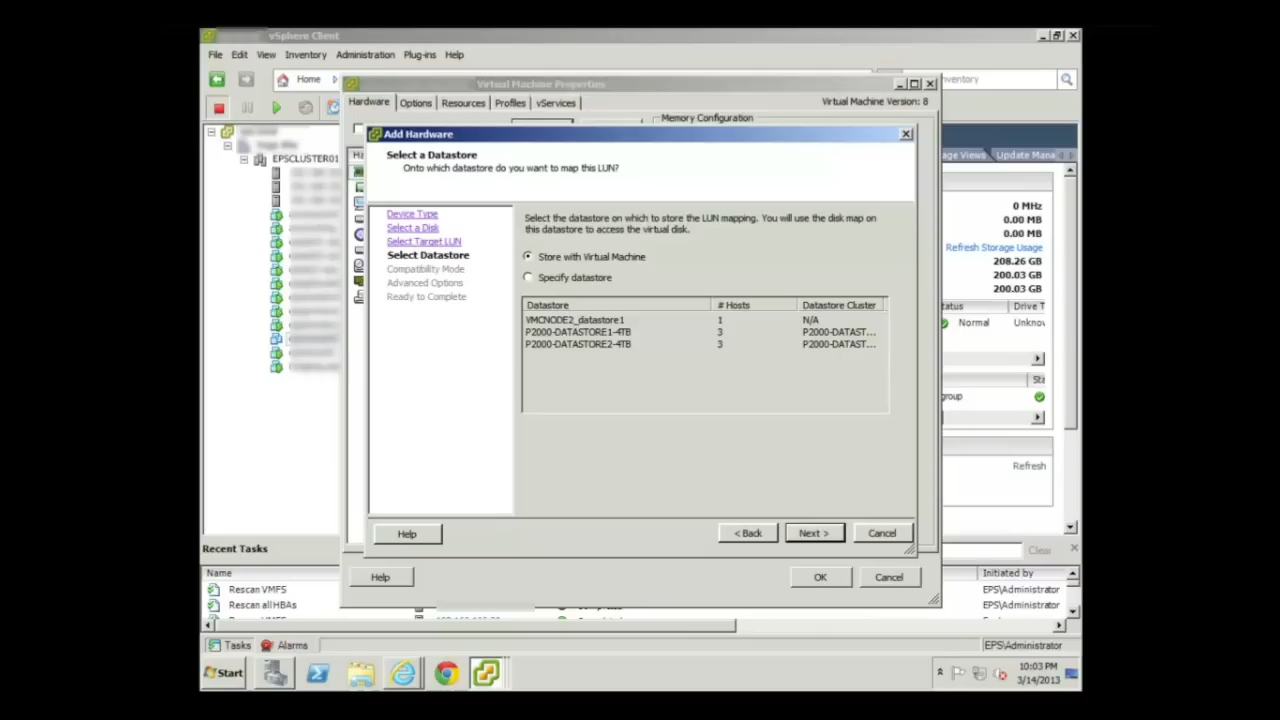 vSphere Client
File Edit View Inventory Administration Plug-ins Help
Home
Virtual Machine Properties
Hardware Options Resources Profiles vServices
Virtual Machine Version: 8
Memory Configuration
Add Hardware
Select a Datastore
Onto which datastore do you want to map this LUN?
EPSCLUSTER01
Device Type
Select a Disk
Select Target LUN
Select Datastore
Compatibility Mode
Advanced Options
Ready to Complete
Select the datastore on which to store the LUN mapping. You will use the disk map on
this datastore to access the virtual disk.
Store with Virtual Machine
Specify datastore
Datastore # Hosts Datastore Cluster
VMCNODE2_datastore1 1 N/A
P2000-DATASTORE1-4TB 3 P2000-DATAST...
P2000-DATASTORE2-4TB 3 P2000-DATAST...
Help < Back Next > Cancel
Help OK Cancel
nventory
age Views Update Mana
0 MHz
0.00 MB
0.00 MB
Refresh Storage Usage
208.26 GB
200.03 GB
200.03 GB
tatus Drive T
Normal Unknov
Sta
group
Refresh
Recent Tasks
Clear
Name Initiated by
Rescan VMFS EPS\Administrator
Rescan all HBAs EPS\Administrator
Tasks Alarms EPS\Administrator
Start
10:03 PM
3/14/2013